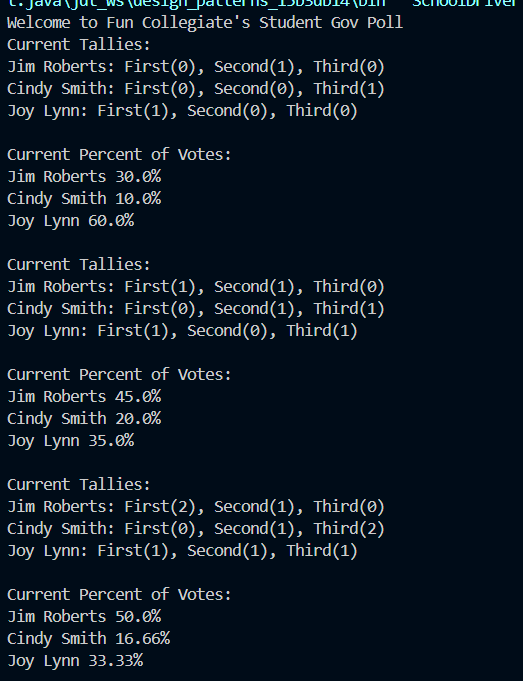 t.java\jdt_ws\design_patterns_15b3db14\bin" "SchoolDriver"
Welcome to Fun Collegiate's Student Gov Poll
Current Tallies:
Jim Roberts: First(0), Second(1), Third(0)
Cindy Smith: First(0), Second(0), Third(1)
Joy Lynn: First(1), Second(0), Third(0)
Current Percent of Votes:
Jim Roberts 30.0%
Cindy Smith 10.0%
Joy Lynn 60.0%
Current Tallies:
Jim Roberts: First(1), Second(1), Third(0)
Cindy Smith: First(0), Second(1), Third(1)
Joy Lynn: First(1), Second(0), Third(1)
Current Percent of Votes:
Jim Roberts 45.0%
Cindy Smith 20.0%
Joy Lynn 35.0%
Current Tallies:
Jim Roberts: First(2), Second(1), Third(0)
Cindy Smith: First(0), Second(1), Third(2)
Joy Lynn: First(1), Second(1), Third(1)
Current Percent of Votes:
Jim Roberts 50.0%
Cindy Smith 16.66%
Joy Lynn 33.33%